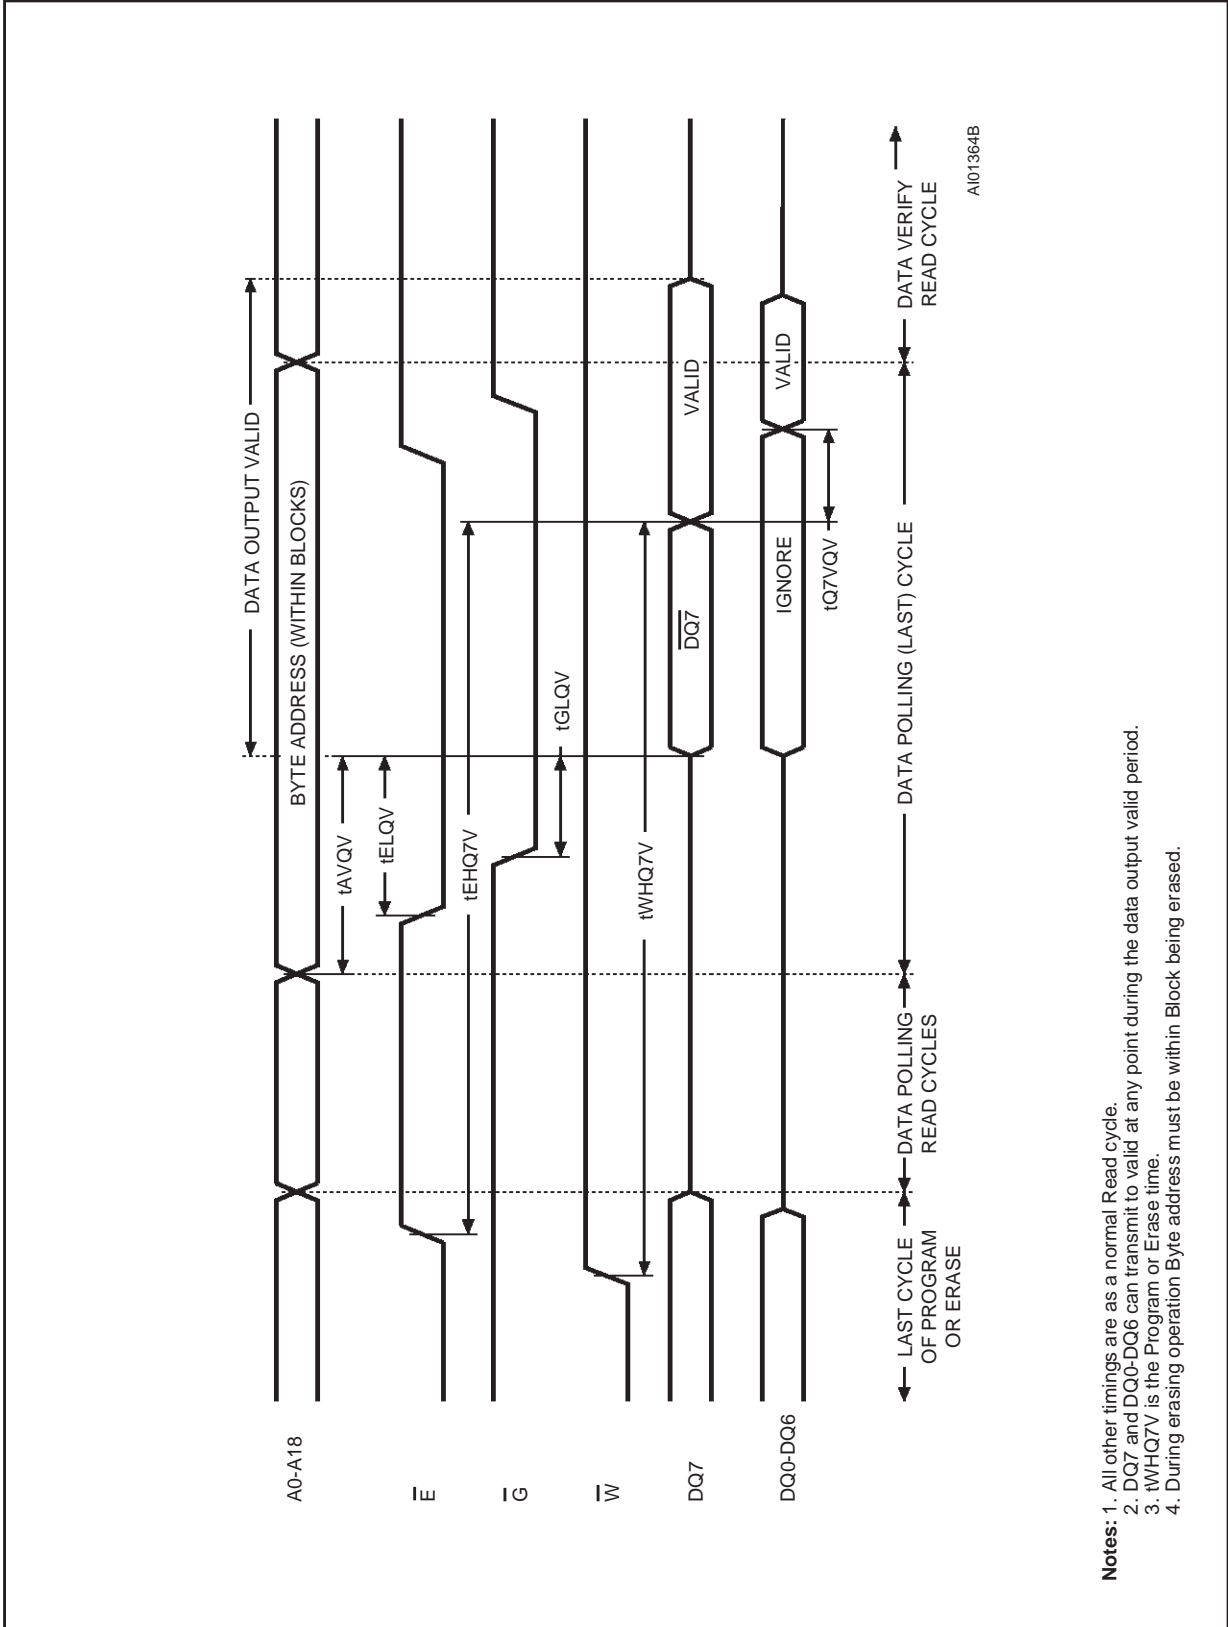 DATA OUTPUT VALID
A0-A18
BYTE ADDRESS (WITHIN BLOCKS)
tAVQV
tELQV
E
tEHQ7V
G
tGLQV
W
tWHQ7V
DQ7
DQ7
VALID
DQ0-DQ6
IGNORE
VALID
tQ7VQV
LAST CYCLE
OF PROGRAM
OR ERASE
DATA POLLING
READ CYCLES
DATA POLLING (LAST) CYCLE
DATA VERIFY
READ CYCLE
AI01364B
Notes: 1. All other timings are as a normal Read cycle.
2. DQ7 and DQ0-DQ6 can transmit to valid at any point during the data output valid period.
3. tWHQ7V is the Program or Erase time.
4. During erasing operation Byte address must be within Block being erased.